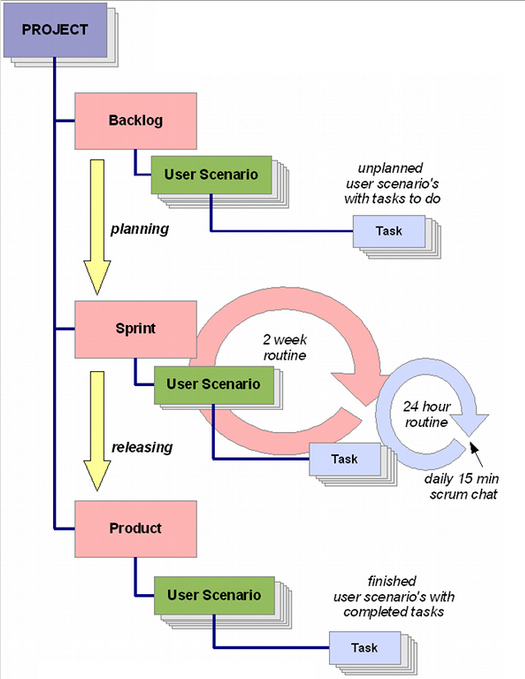 PROJECT
Backlog
User Scenario
unplanned
user scenario's
with tasks to do
Task
planning
Sprint
2 week
routine
User Scenario
24 hour
routine
releasing
Task
daily 15 min
scrum chat
Product
User Scenario
finished
user scenario's with
completed tasks
Task